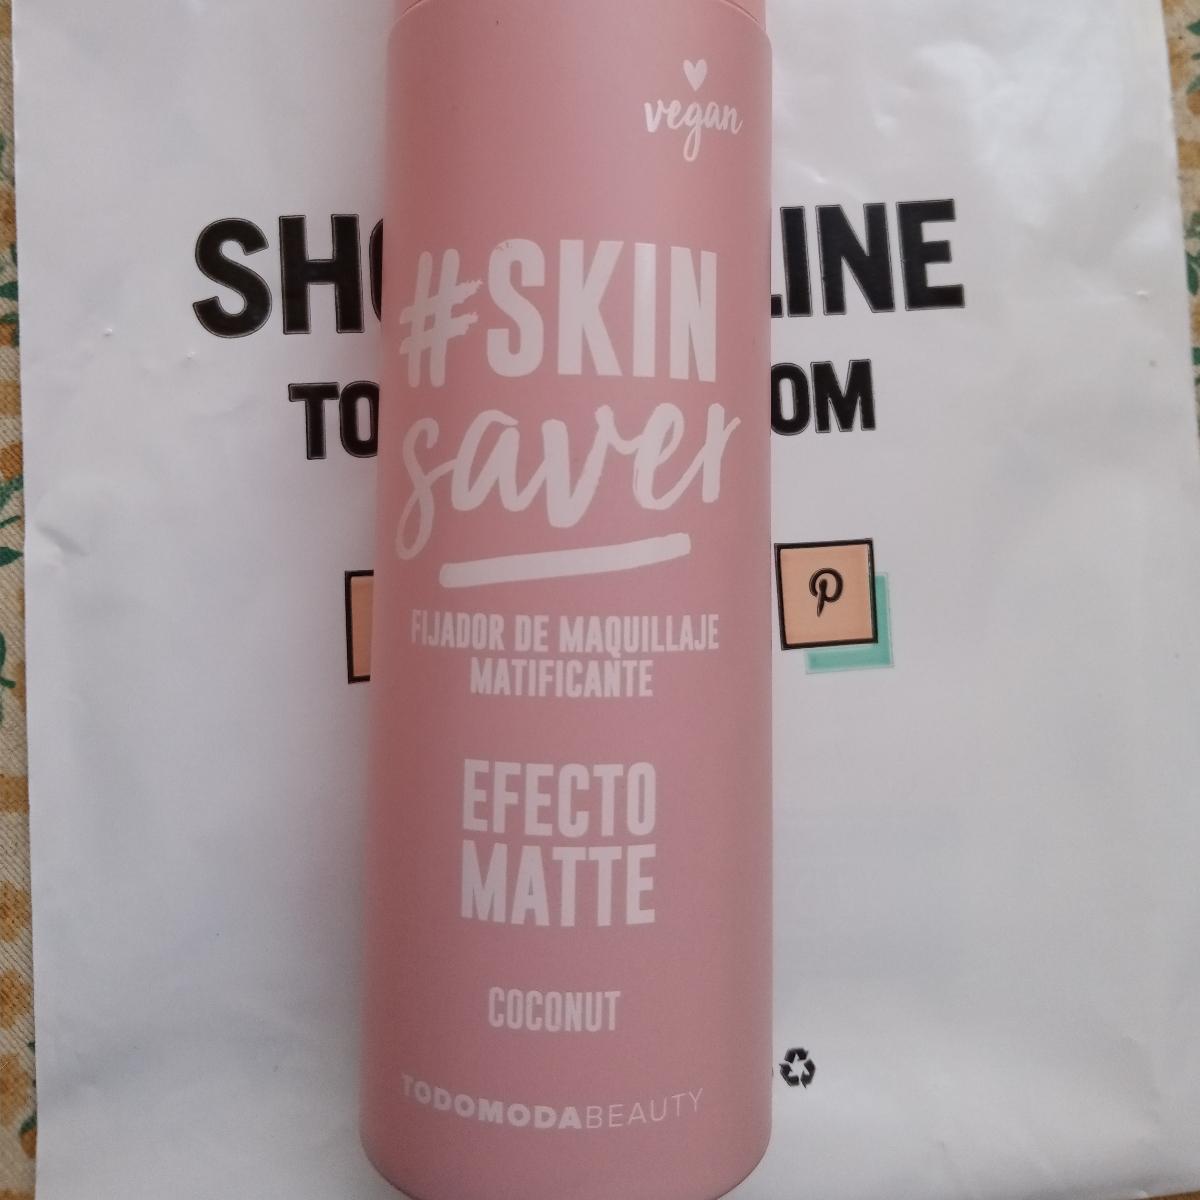 vegan
#SKIN
saver
FIJADOR DE MAQUILLAJE
MATIFICANTE
EFECTO
MATTE
COCONUT
TODOMODABEAUTY